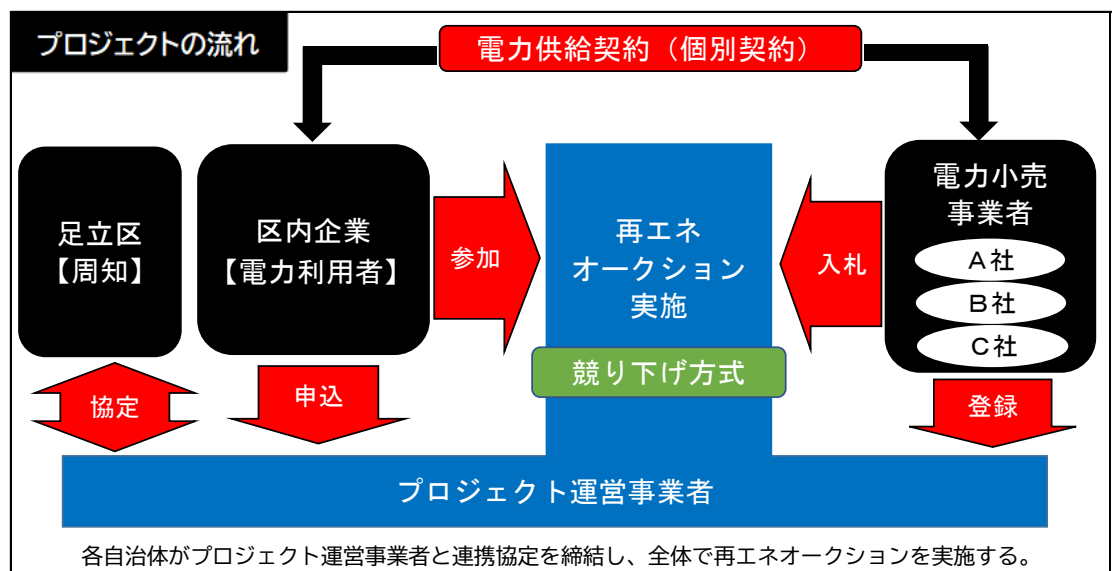 プロジェクトの流れ
電力供給契約（個別契約）
足立区
【周知】
区内企業
【電力利用者】
参加
再エネ
オークション
実施
入札
電力小売
事業者
A社
B社
C社
競り下げ方式
協定
申込
登録
プロジェクト運営事業者
各自治体がプロジェクト運営事業者と連携協定を締結し、全体で再エネオークションを実施する。